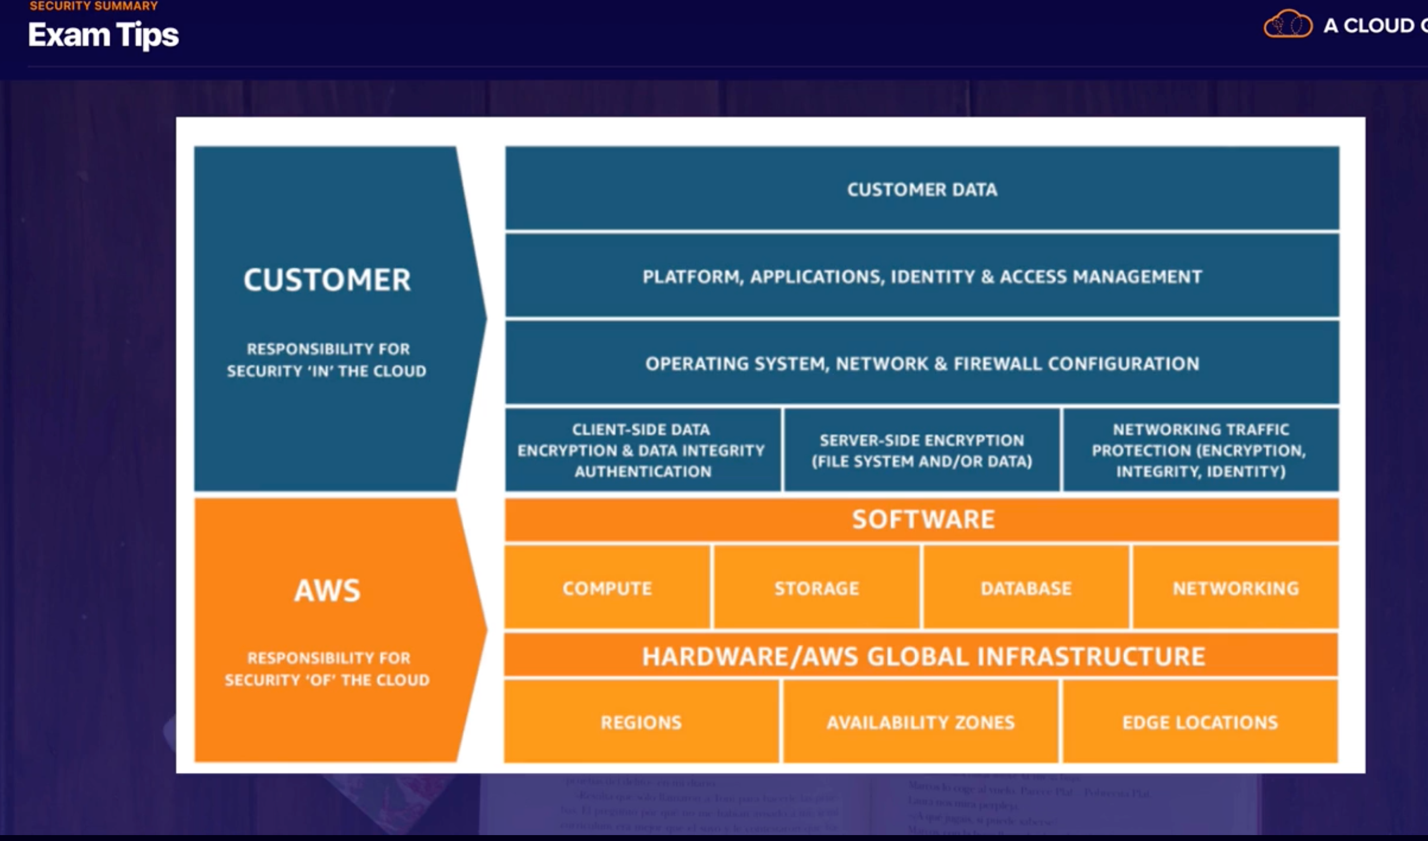 SECURITY SUMMARY
Exam Tips
A CLOUD
CUSTOMER
RESPONSIBILITY FOR
SECURITY ‘IN’ THE CLOUD
CUSTOMER DATA
PLATFORM, APPLICATIONS, IDENTITY & ACCESS MANAGEMENT
OPERATING SYSTEM, NETWORK & FIREWALL CONFIGURATION
CLIENT-SIDE DATA
ENCRYPTION & DATA INTEGRITY
AUTHENTICATION
SERVER-SIDE ENCRYPTION
(FILE SYSTEM AND/OR DATA)
NETWORKING TRAFFIC
PROTECTION (ENCRYPTION,
INTEGRITY, IDENTITY)
AWS
RESPONSIBILITY FOR
SECURITY ‘OF’ THE CLOUD
SOFTWARE
COMPUTE
STORAGE
DATABASE
NETWORKING
HARDWARE/AWS GLOBAL INFRASTRUCTURE
REGIONS
AVAILABILITY ZONES
EDGE LOCATIONS